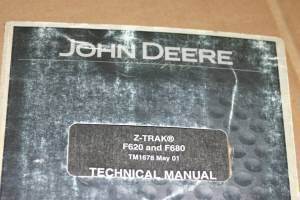 JOHN DEERE
Z-TRAK®
F620 and F680
TM1678 May 01
TECHNICAL MANUAL